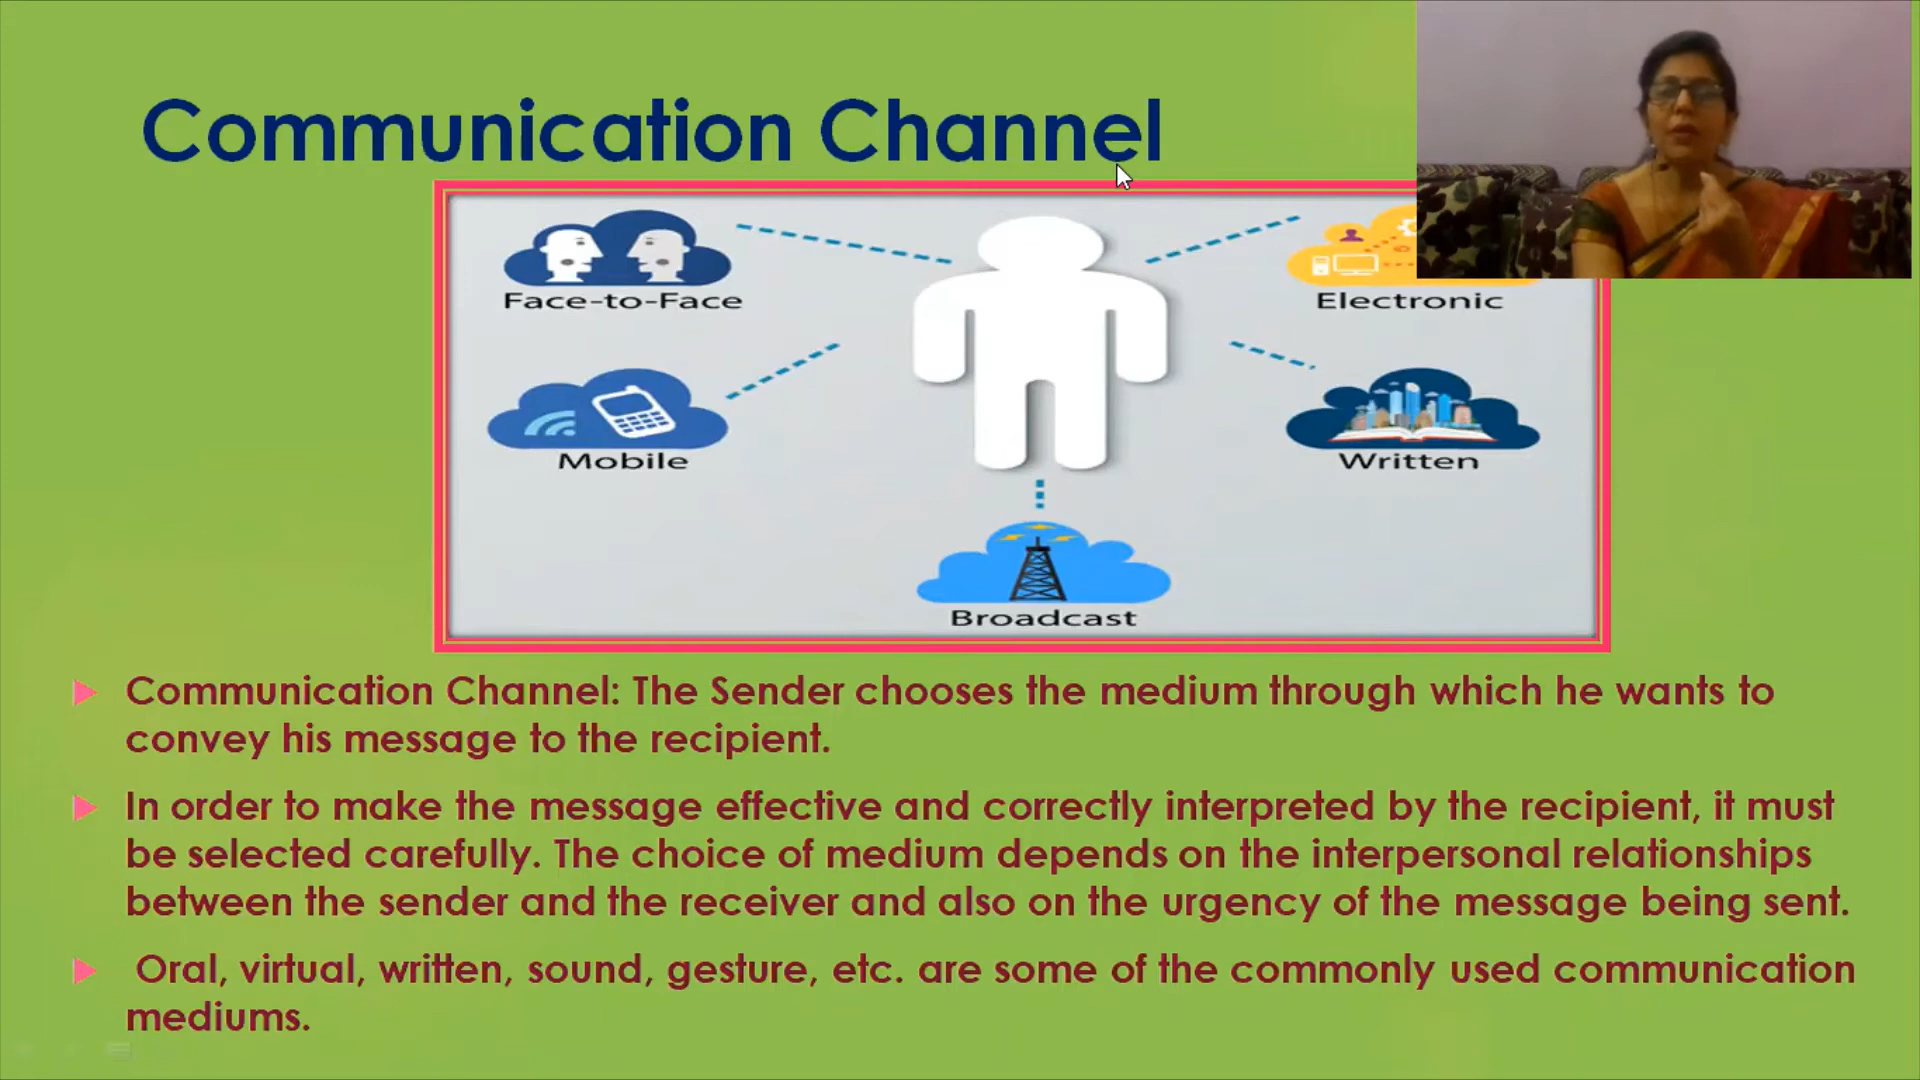 Communication Channel
Face-to-Face
Electronic
Mobile
Written
Broadcast
Communication Channel: The Sender chooses the medium through which he wants to
convey his message to the recipient.
In order to make the message effective and correctly interpreted by the recipient, it must
be selected carefully. The choice of medium depends on the interpersonal relationships
between the sender and the receiver and also on the urgency of the message being sent.
Oral, virtual, written, sound, gesture, etc. are some of the commonly used communication
mediums.